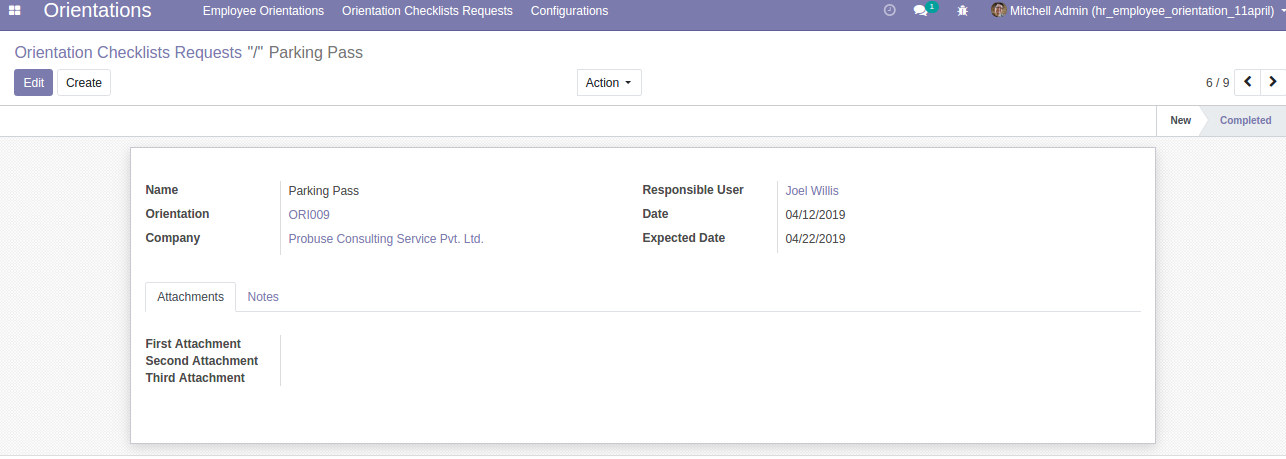 Orientations Employee Orientations Orientation Checklists Requests Configurations 1 Mitchell Admin (hr_employee_orientation_11april)
Orientation Checklists Requests "/" Parking Pass
Edit Create Action 6 / 9
New Completed
Name Parking Pass Responsible User Joel Willis
Orientation ORI009 Date 04/12/2019
Company Probuse Consulting Service Pvt. Ltd. Expected Date 04/22/2019
Attachments Notes
First Attachment
Second Attachment
Third Attachment